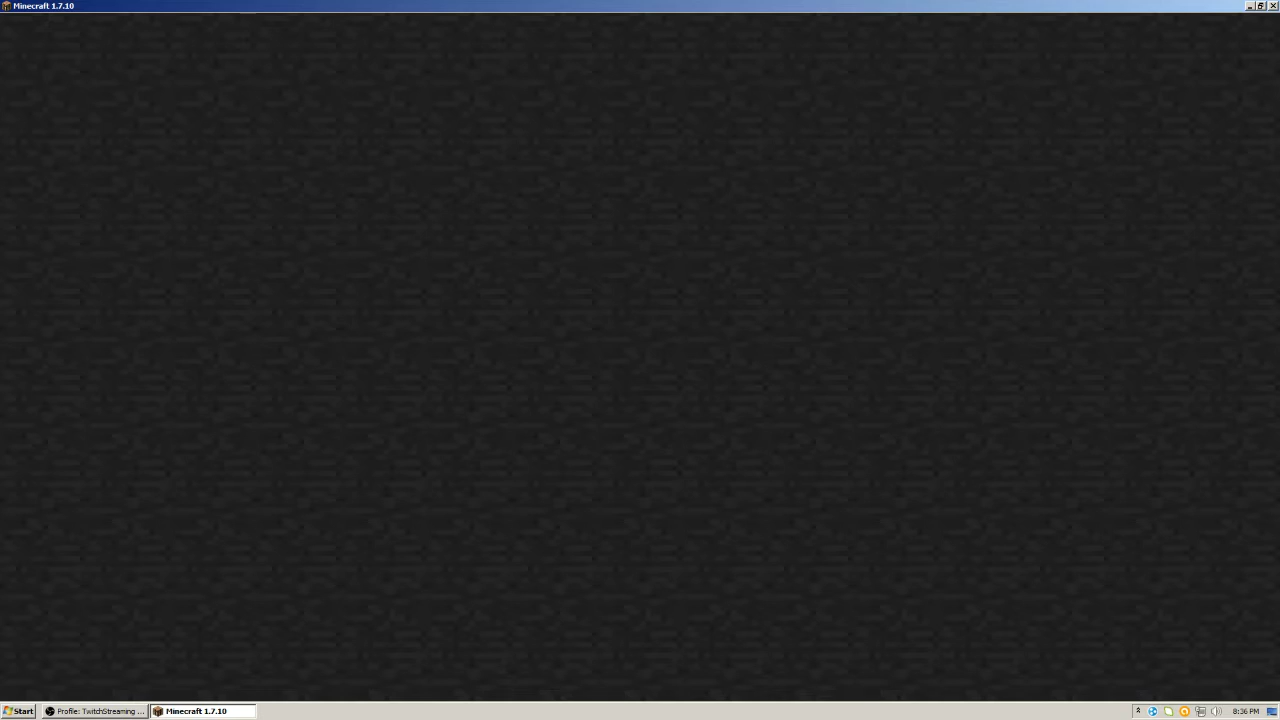 Minecraft 1.7.10
Start
Profile: TwitchStreaming ...
Minecraft 1.7.10
8:36 PM